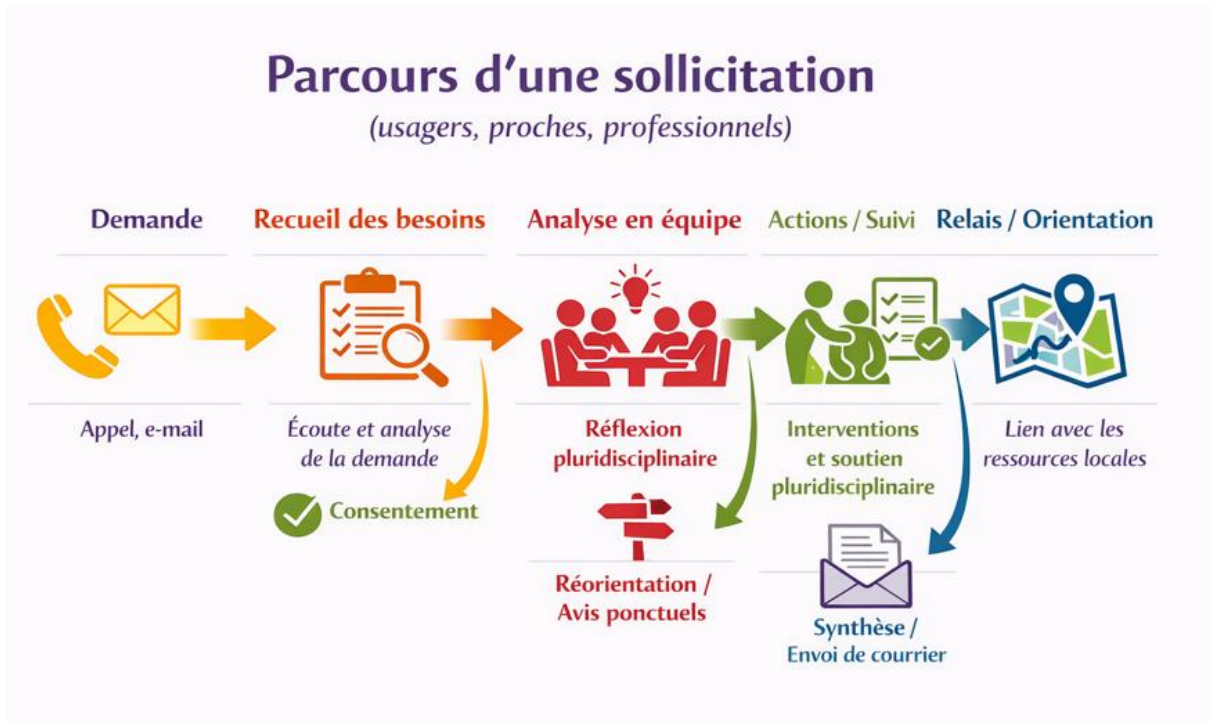 Parcours d’une sollicitation
(usagers, proches, professionnels)
Demande
Recueil des besoins
Analyse en équipe
Actions / Suivi
Relais / Orientation
Appel, e-mail
Écoute et analyse
de la demande
Consentement
Réflexion
pluridisciplinaire
Réorientation /
Avis ponctuels
Interventions
et soutien
pluridisciplinaire
Synthèse /
Envoi de courrier
Lien avec les
ressources locales